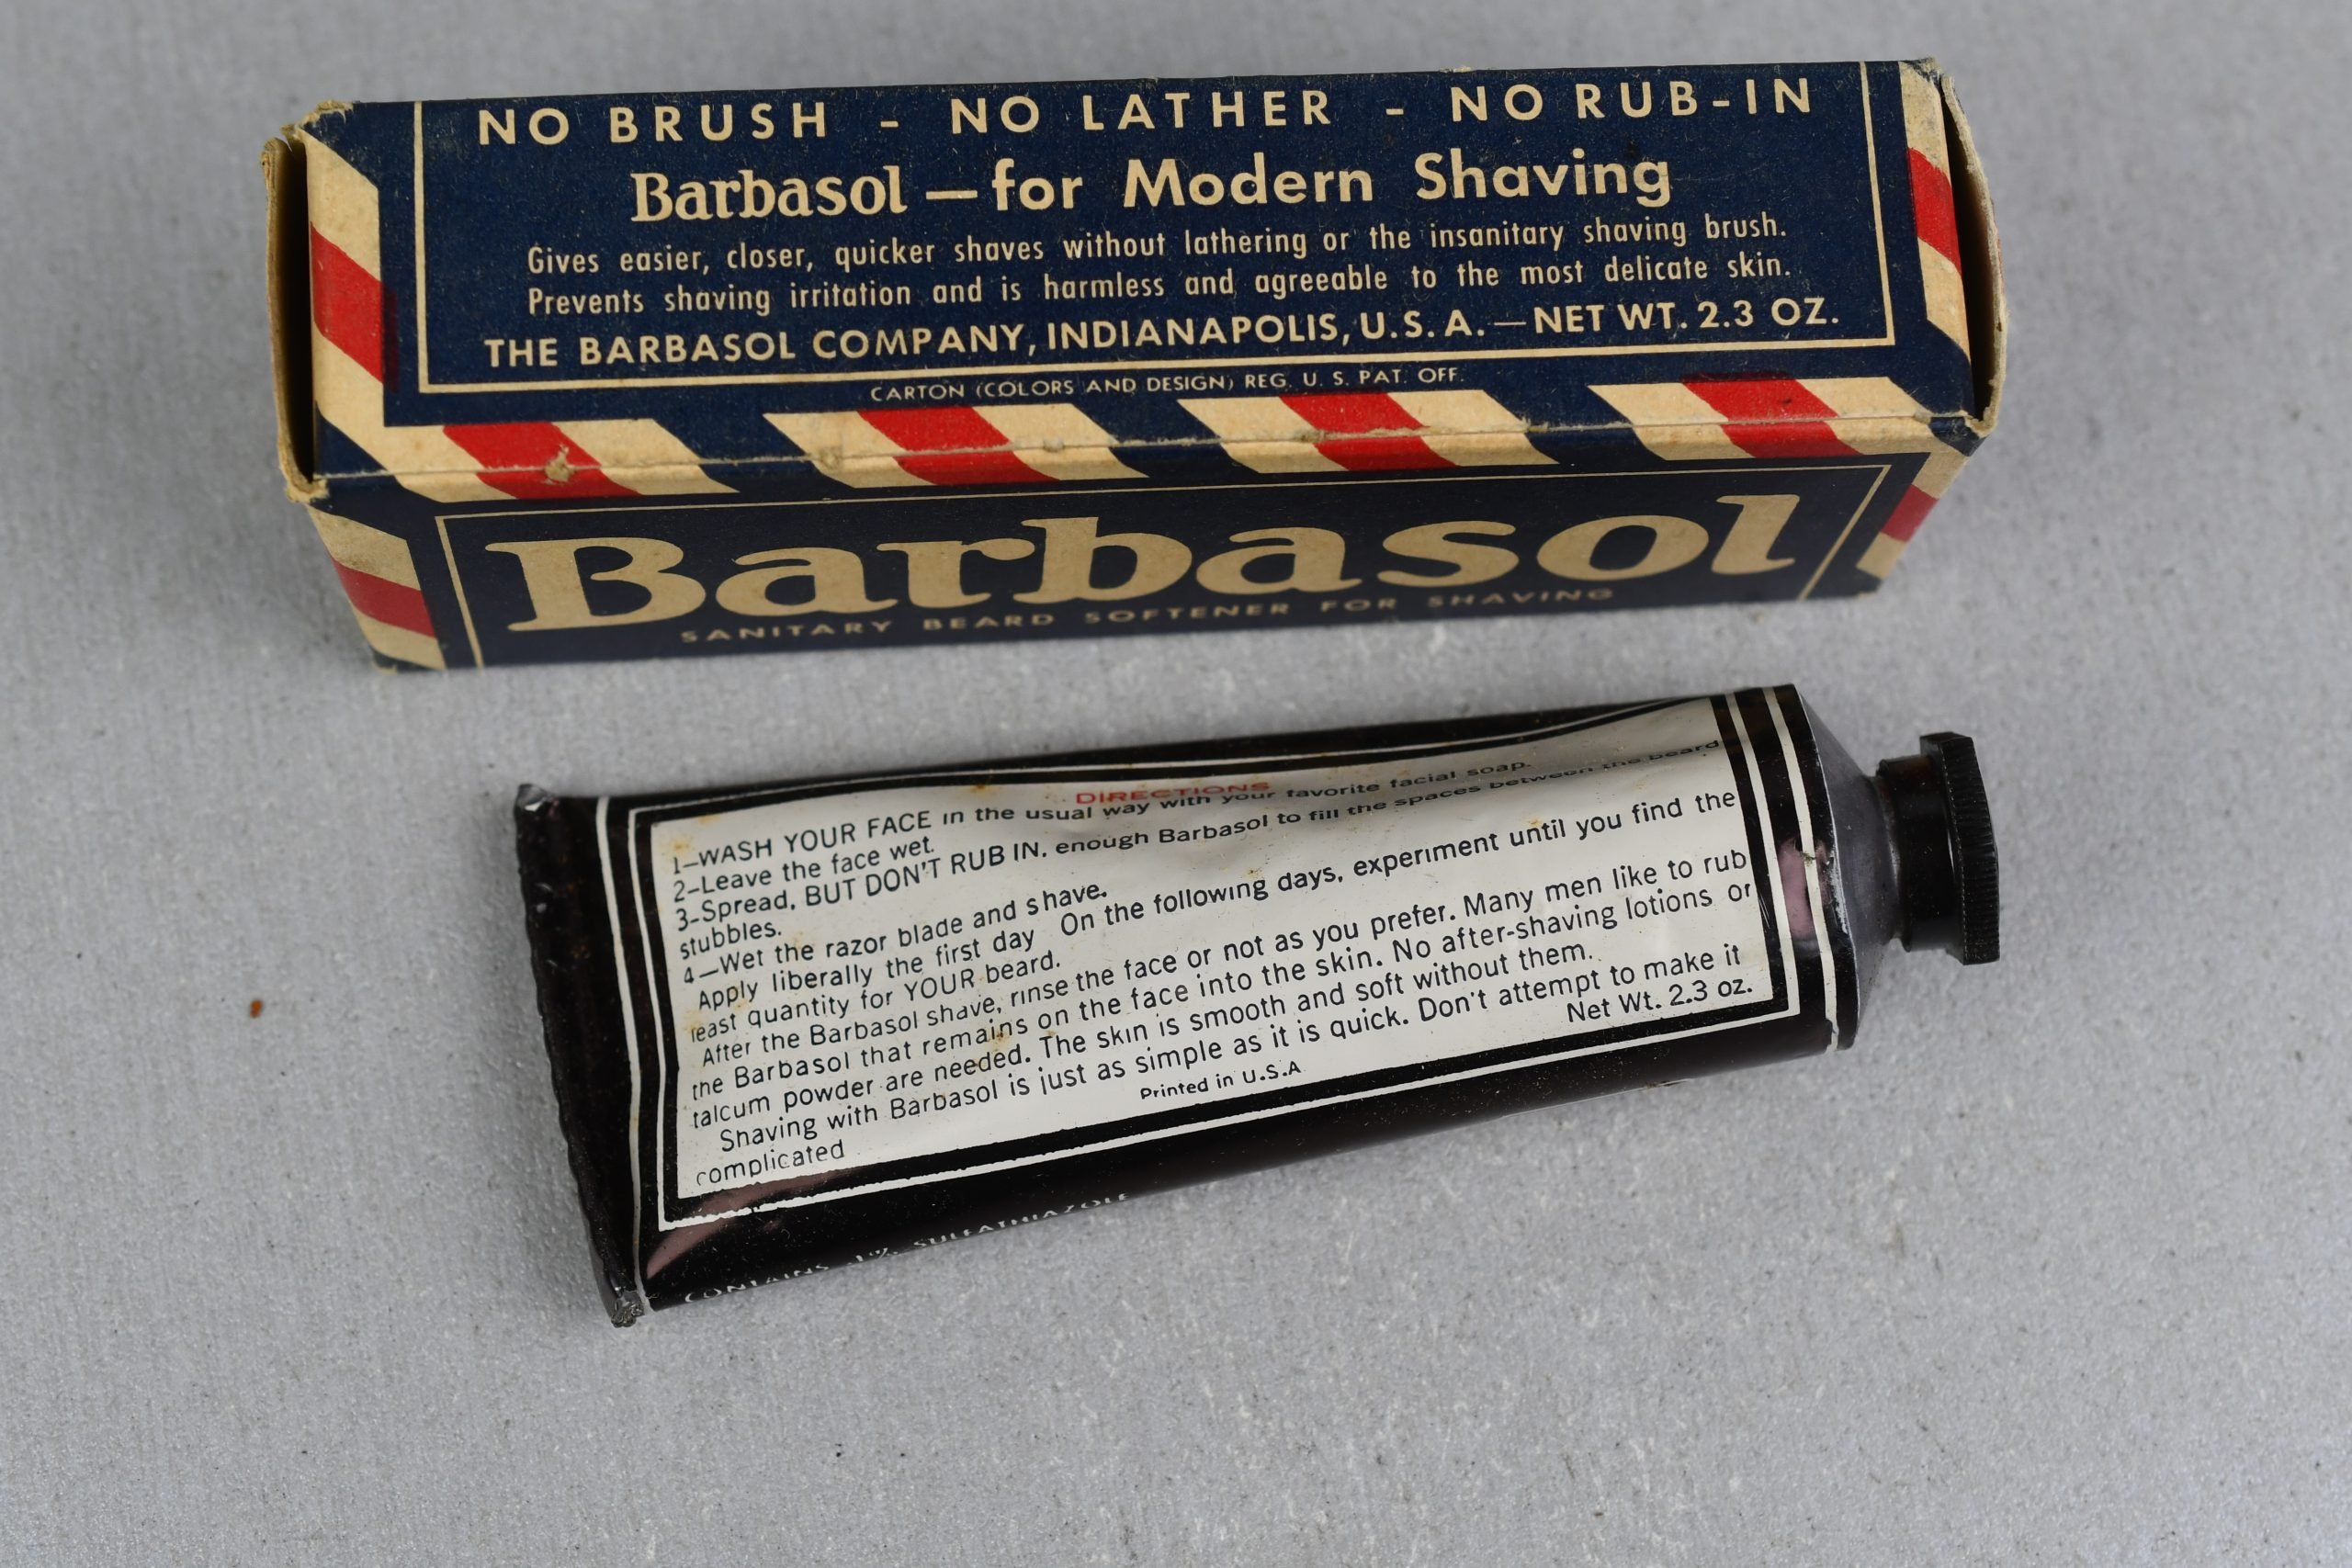 NO BRUSH - NO LATHER - NO RUB-IN
Barbasol — for Modern Shaving
Gives easier, closer, quicker shaves without lathering or the insanitary shaving brush.
Prevents shaving irritation and is harmless and agreeable to the most delicate skin.
THE BARBASOL COMPANY, INDIANAPOLIS, U.S.A. — NET WT. 2.3 OZ.
CARTON (COLORS AND DESIGN) REG. U. S. PAT. OFF.
Barbasol
SANITARY BEARD SOFTENER FOR SHAVING
DIRECTIONS
1—WASH YOUR FACE in the usual way with your favorite facial soap.
2—Leave the face wet.
3—Spread, BUT DON'T RUB IN, enough Barbasol to fill the spaces between the beard
stubbles.
4—Wet the razor blade and shave.
Apply liberally the first day On the following days, experiment until you find the
least quantity for YOUR beard.
After the Barbasol shave, rinse the face or not as you prefer. Many men like to rub
the Barbasol that remains on the face into the skin. No after-shaving lotions or
talcum powder are needed. The skin is smooth and soft without them.
Shaving with Barbasol is just as simple as it is quick. Don't attempt to make it
complicated
Net Wt. 2.3 oz.
Printed in U.S.A
CONTAINS .1% SULFATHIAZOLE